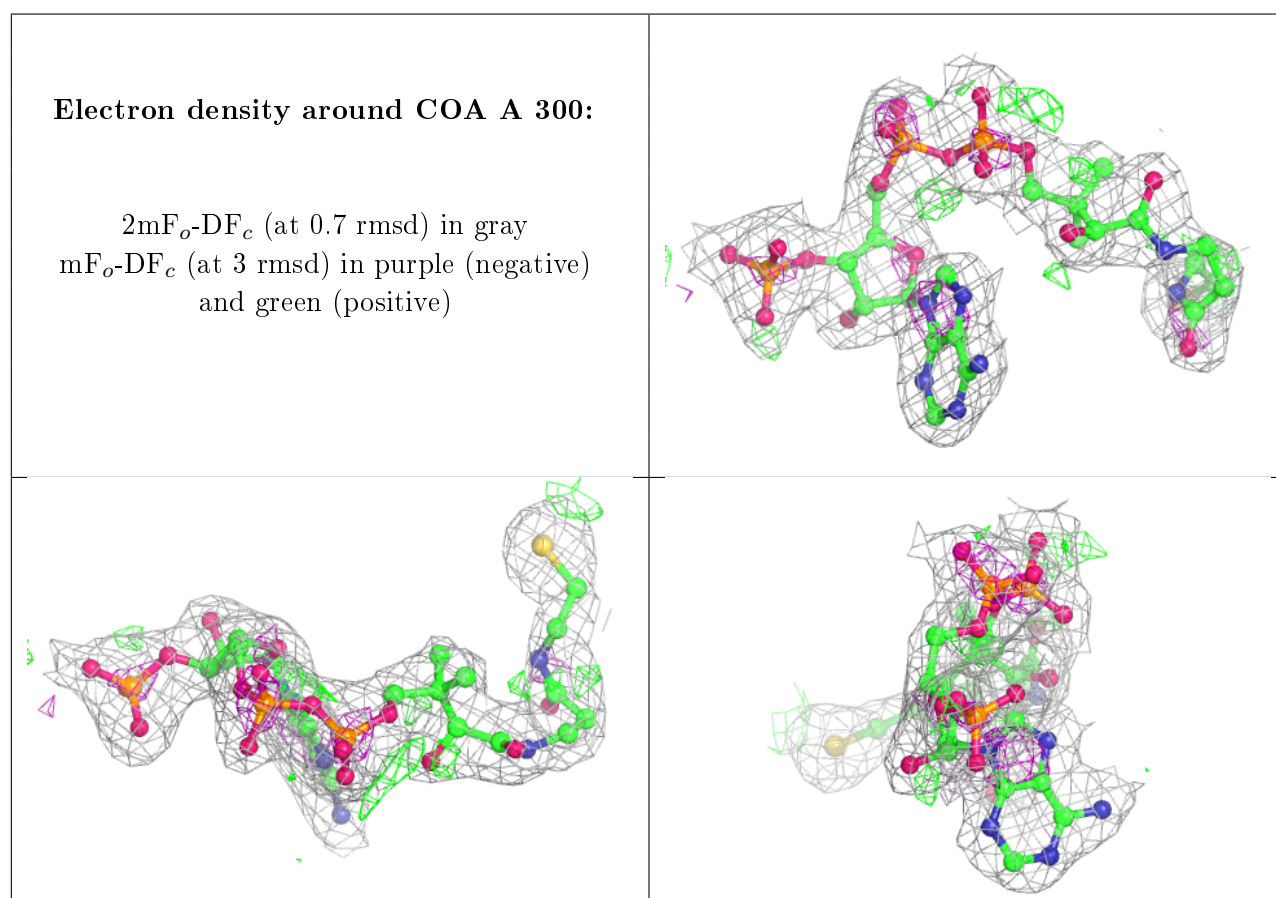 Electron density around COA A 300:
2mFo-DFc (at 0.7 rmsd) in gray
mFo-DFc (at 3 rmsd) in purple (negative)
and green (positive)